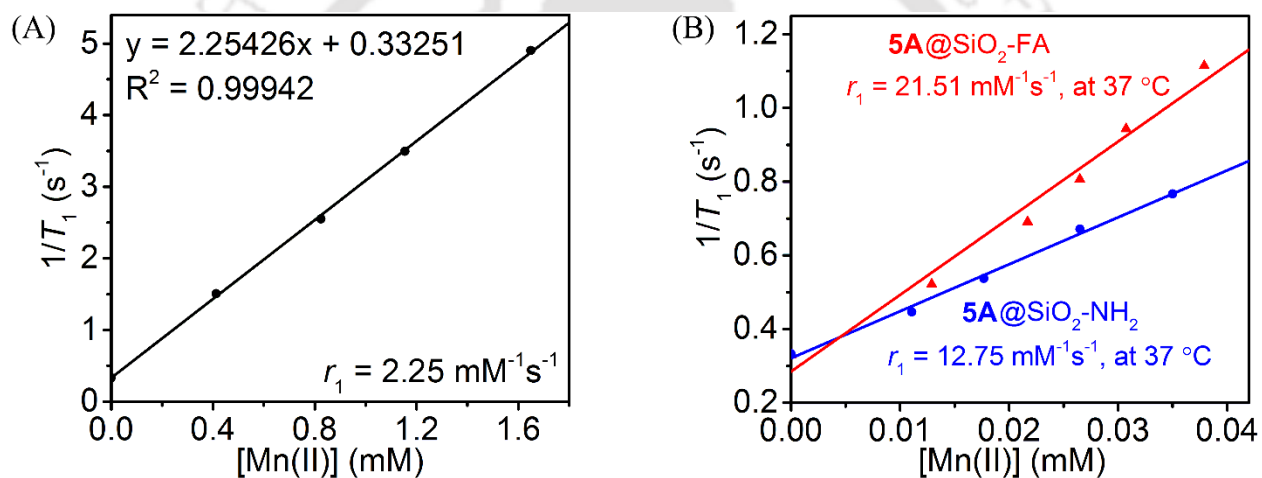 (A)
y = 2.25426x + 0.33251
R² = 0.99942
r₁ = 2.25 mM⁻¹s⁻¹
1/T₁ (s⁻¹)
5
4
3
2
1
0
0.0 0.4 0.8 1.2 1.6
[Mn(II)] (mM)
(B)
5A@SiO₂-FA
r₁ = 21.51 mM⁻¹s⁻¹, at 37 °C
5A@SiO₂-NH₂
r₁ = 12.75 mM⁻¹s⁻¹, at 37 °C
1/T₁ (s⁻¹)
1.2
1.0
0.8
0.6
0.4
0.2
0.00 0.01 0.02 0.03 0.04
[Mn(II)] (mM)